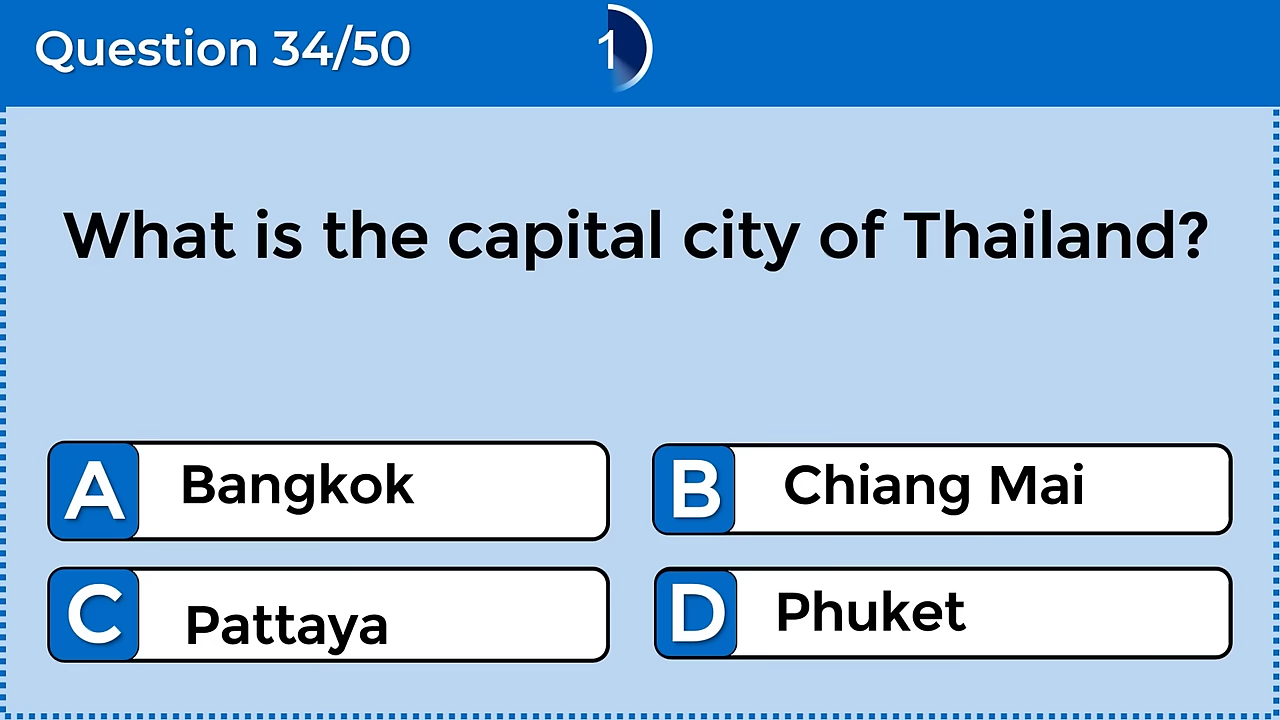 Question 34/50
1
What is the capital city of Thailand?
A Bangkok
B Chiang Mai
C Pattaya
D Phuket